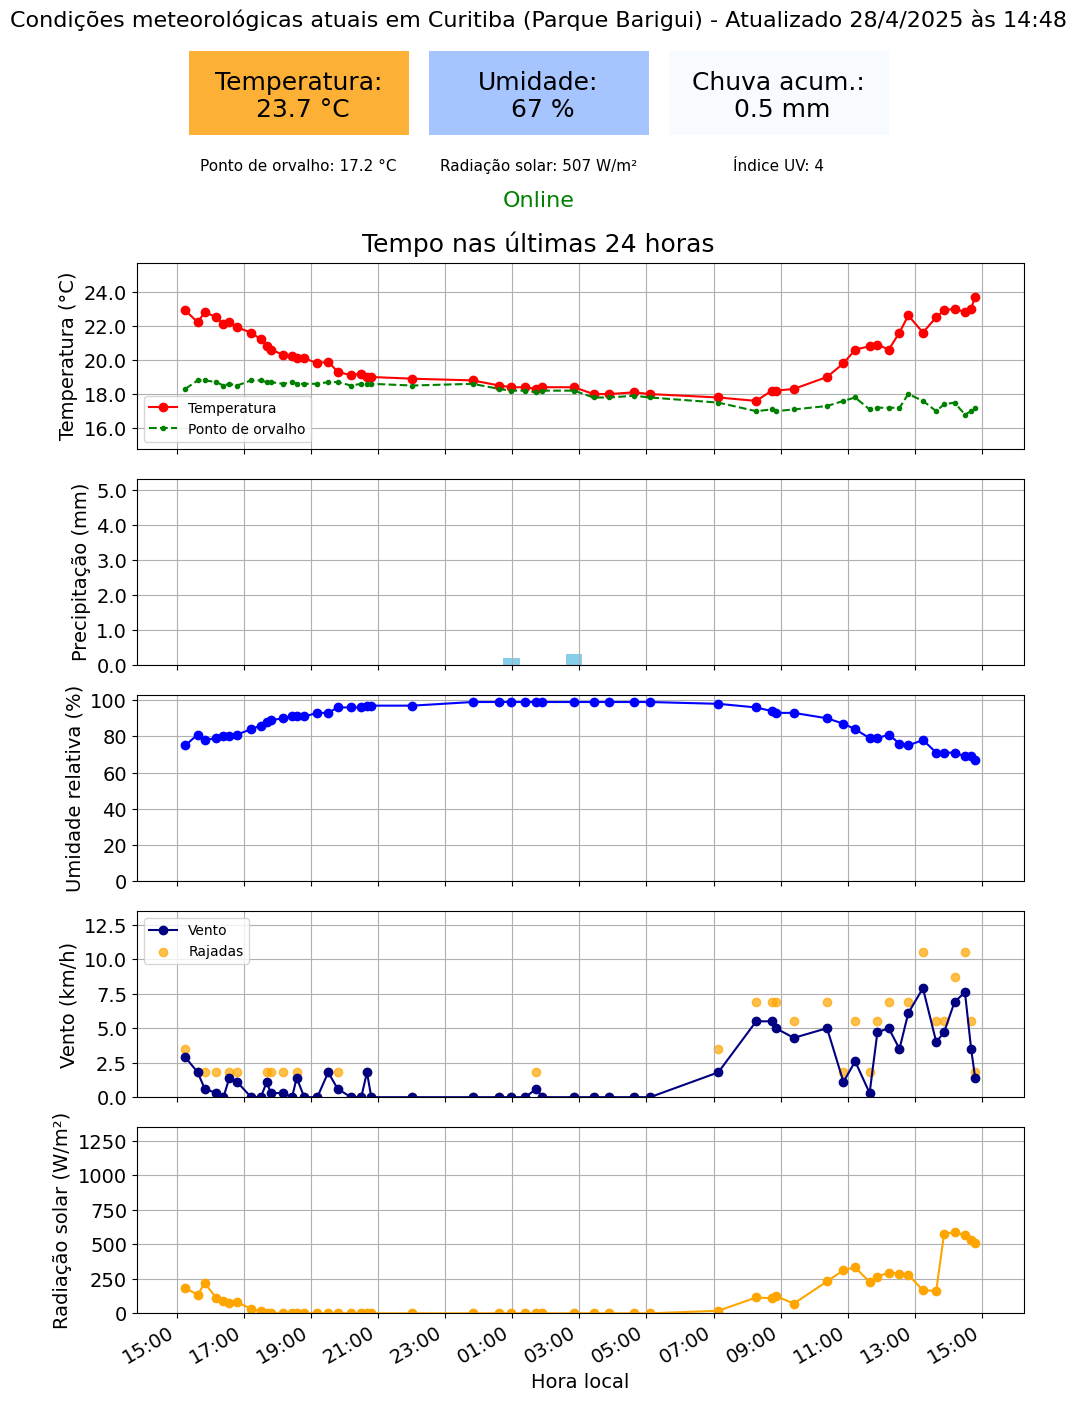 Condições meteorológicas atuais em Curitiba (Parque Barigui) - Atualizado 28/4/2025 às 14:48
Temperatura:
23.7 °C
Umidade:
67 %
Chuva acum.:
0.5 mm
Ponto de orvalho: 17.2 °C
Radiação solar: 507 W/m²
Índice UV: 4
Online
Tempo nas últimas 24 horas
Temperatura (°C)
24.0
22.0
20.0
18.0
16.0
Temperatura
Ponto de orvalho
Precipitação (mm)
5.0
4.0
3.0
2.0
1.0
0.0
Umidade relativa (%)
100
80
60
40
20
0
Vento (km/h)
12.5
10.0
7.5
5.0
2.5
0.0
Vento
Rajadas
Radiação solar (W/m²)
1250
1000
750
500
250
0
15:00
17:00
19:00
21:00
23:00
01:00
03:00
05:00
07:00
09:00
11:00
13:00
15:00
Hora local